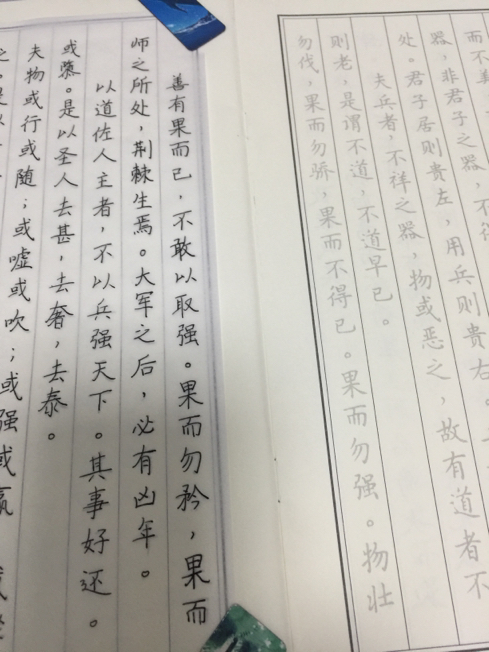 夫物或行或随；或嘘或吹；或强或羸
或隳。是以圣人去甚，去奢，去泰。
以道佐人主者，不以兵强天下。其事好还。
师之所处，荆棘生焉。大军之后，必有凶年。
善有果而已，不敢以取强。果而勿矜，果而
勿伐，果而勿骄，果而不得已。果而勿强。物壮
则老，是谓不道，不道早已。
夫兵者，不祥之器，物或恶之，故有道者不
处。君子居则贵左，用兵则贵右。
器，非君子之器，不得
而不美